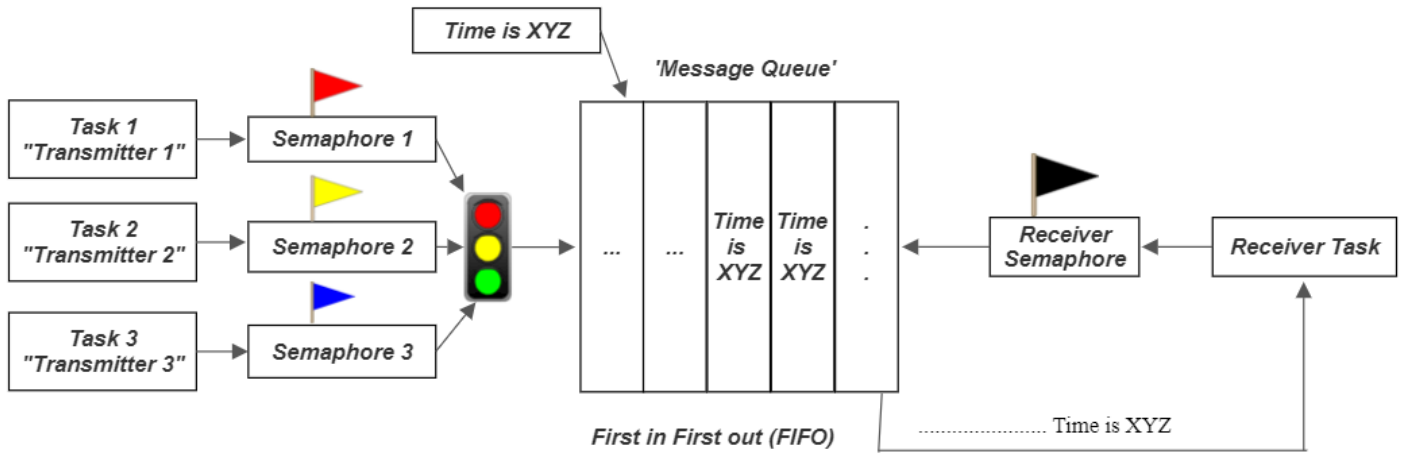 Time is XYZ
'Message Queue'
Task 1
"Transmitter 1"
Semaphore 1
Task 2
"Transmitter 2"
Semaphore 2
Task 3
"Transmitter 3"
Semaphore 3
...
...
Time
is
XYZ
Time
is
XYZ
.
.
.
Receiver
Semaphore
Receiver Task
First in First out (FIFO)
....................... Time is XYZ